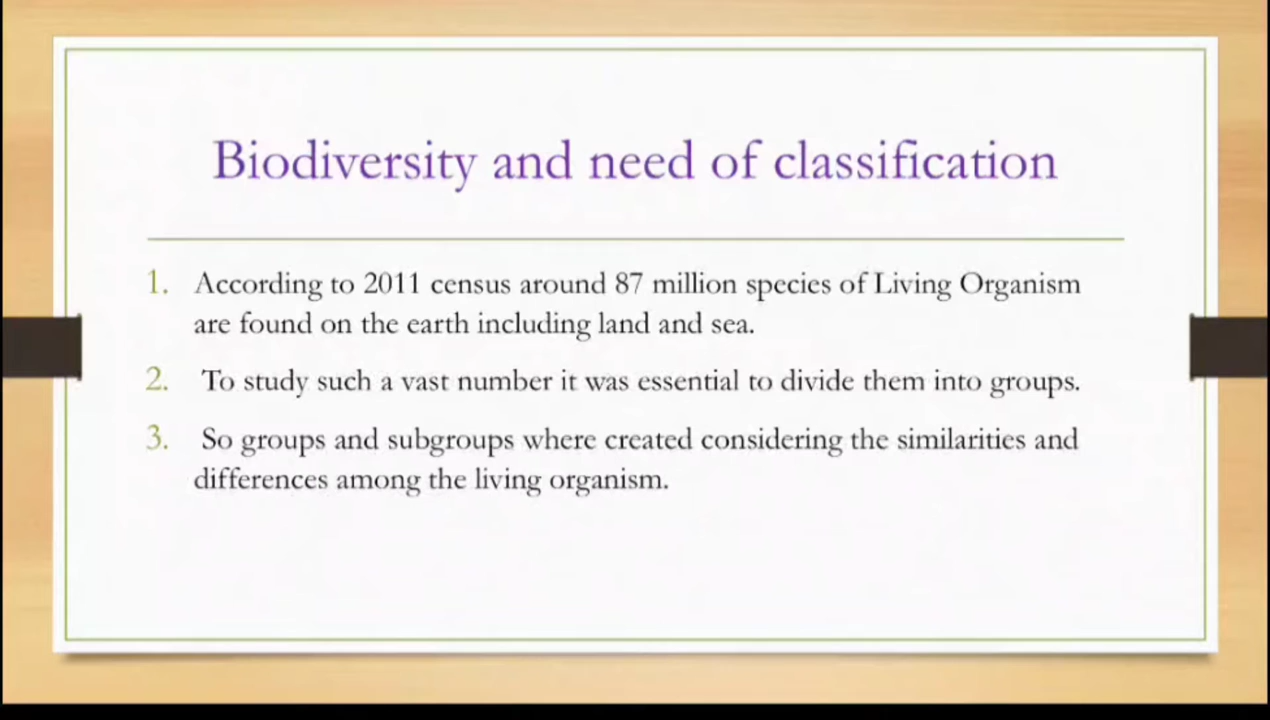 Biodiversity and need of classification
1. According to 2011 census around 87 million species of Living Organism
are found on the earth including land and sea.
2. To study such a vast number it was essential to divide them into groups.
3. So groups and subgroups where created considering the similarities and
differences among the living organism.